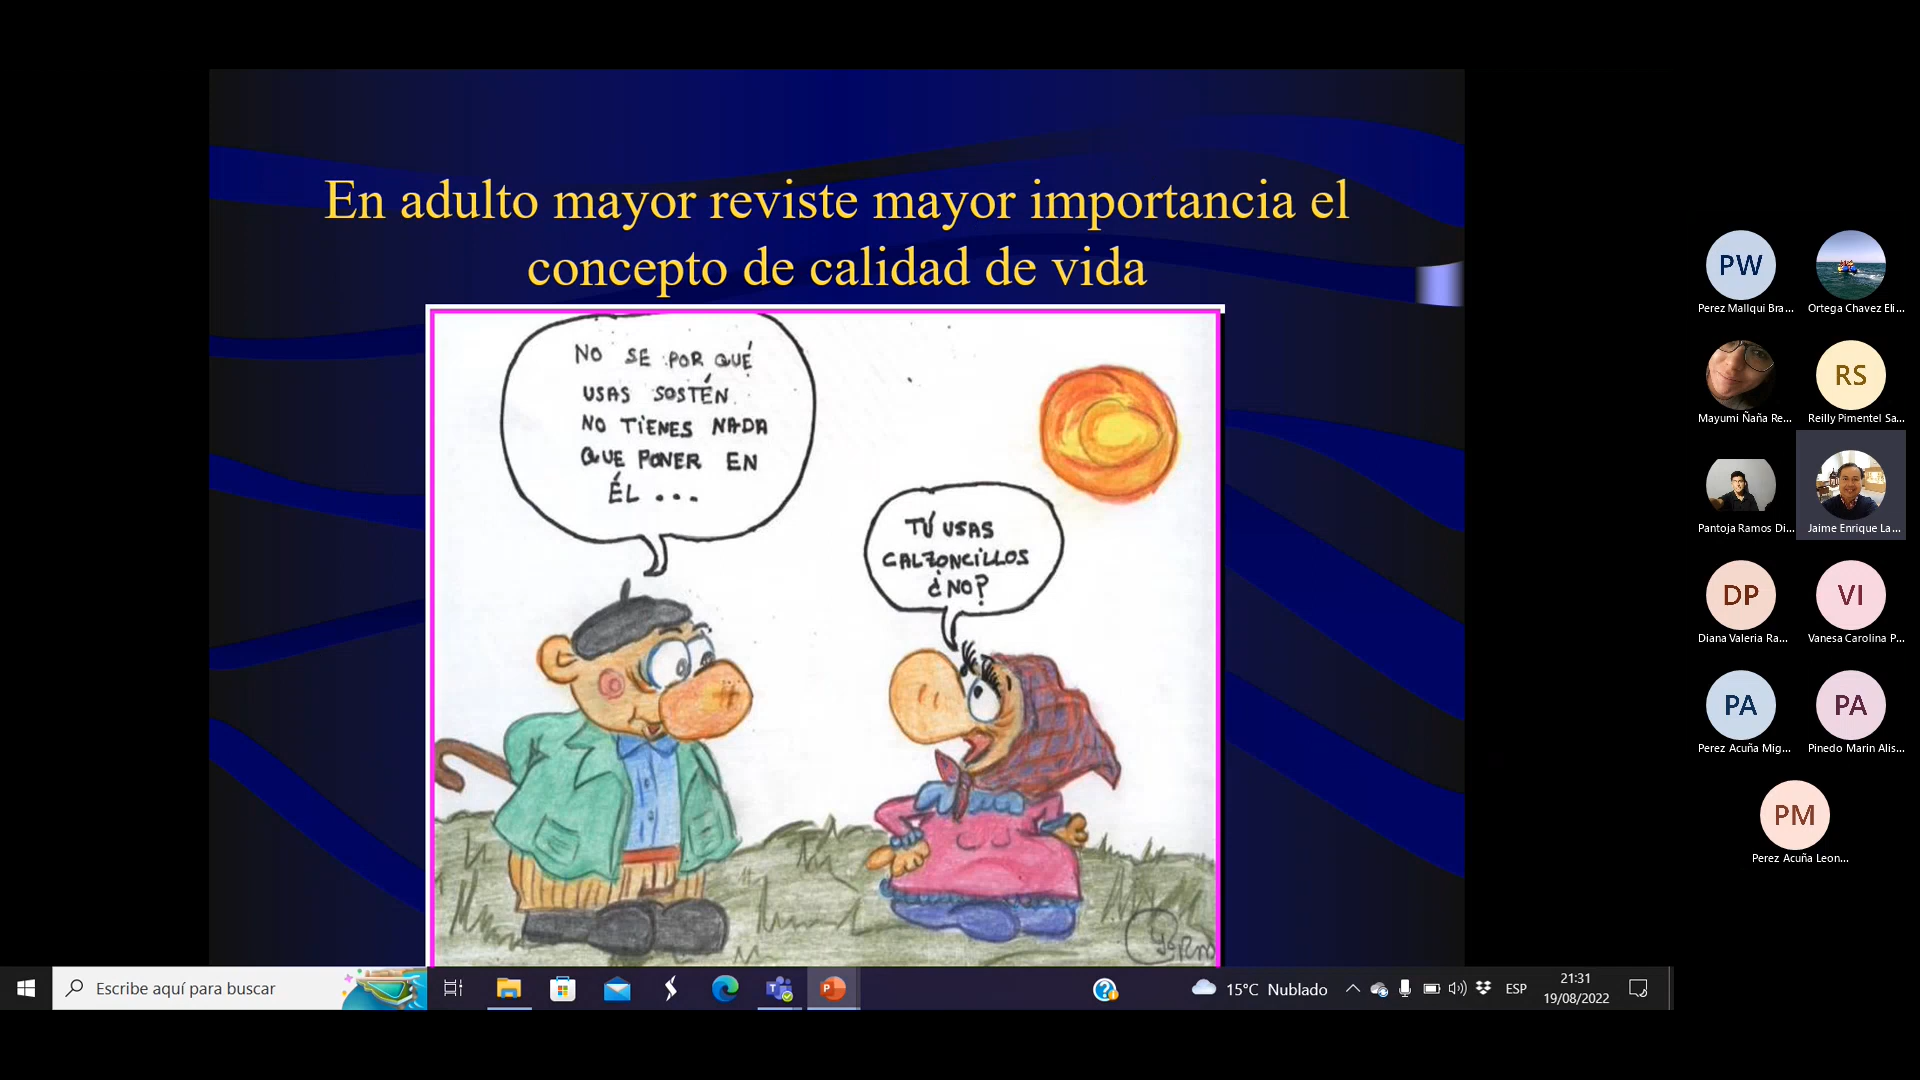 En adulto mayor reviste mayor importancia el
concepto de calidad de vida
NO SE POR QUÉ
USAS SOSTÉN
NO TIENES NADA
QUE PONER EN
ÉL ...
TÚ USAS
CALZONCILLOS
¿NO?
PW
Perez Mallqui Bra...
Ortega Chavez Eli...
Mayumi Ñaña Re...
RS
Reilly Pimentel Sa...
Pantoja Ramos Di...
Jaime Enrique La...
DP
Diana Valeria Ra...
VI
Vanesa Carolina P...
PA
Perez Acuña Mig...
PA
Pinedo Marin Alis...
PM
Perez Acuña Leon...
Escribe aquí para buscar
15°C Nublado
ESP
21:31
19/08/2022